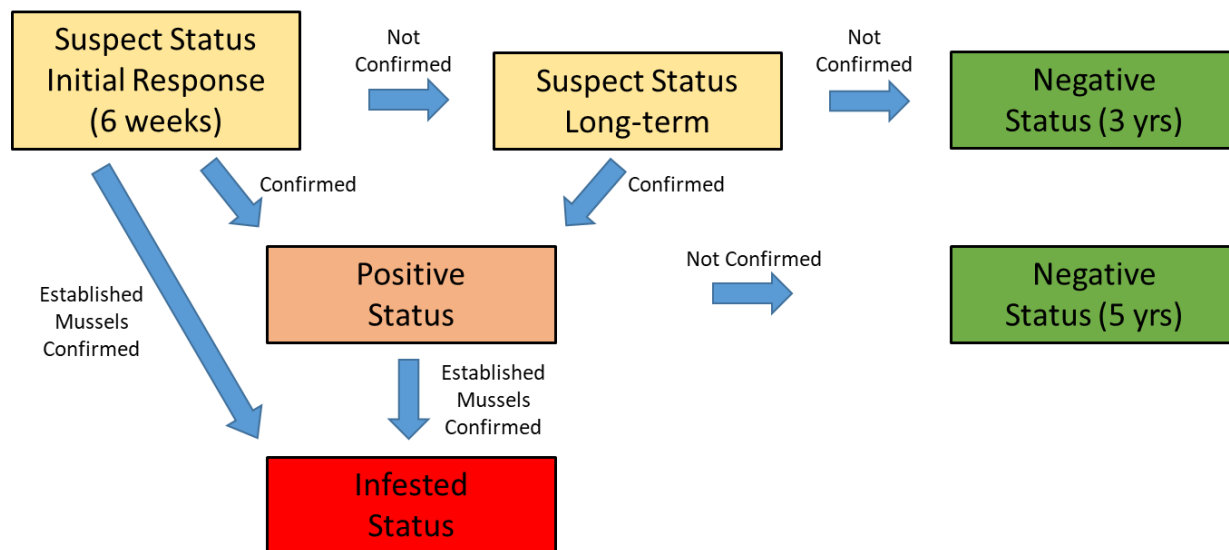 Suspect Status
Initial Response
(6 weeks)
Not
Confirmed
Suspect Status
Long-term
Not
Confirmed
Negative
Status (3 yrs)
Confirmed
Confirmed
Established
Mussels
Confirmed
Positive
Status
Not Confirmed
Negative
Status (5 yrs)
Established
Mussels
Confirmed
Infested
Status